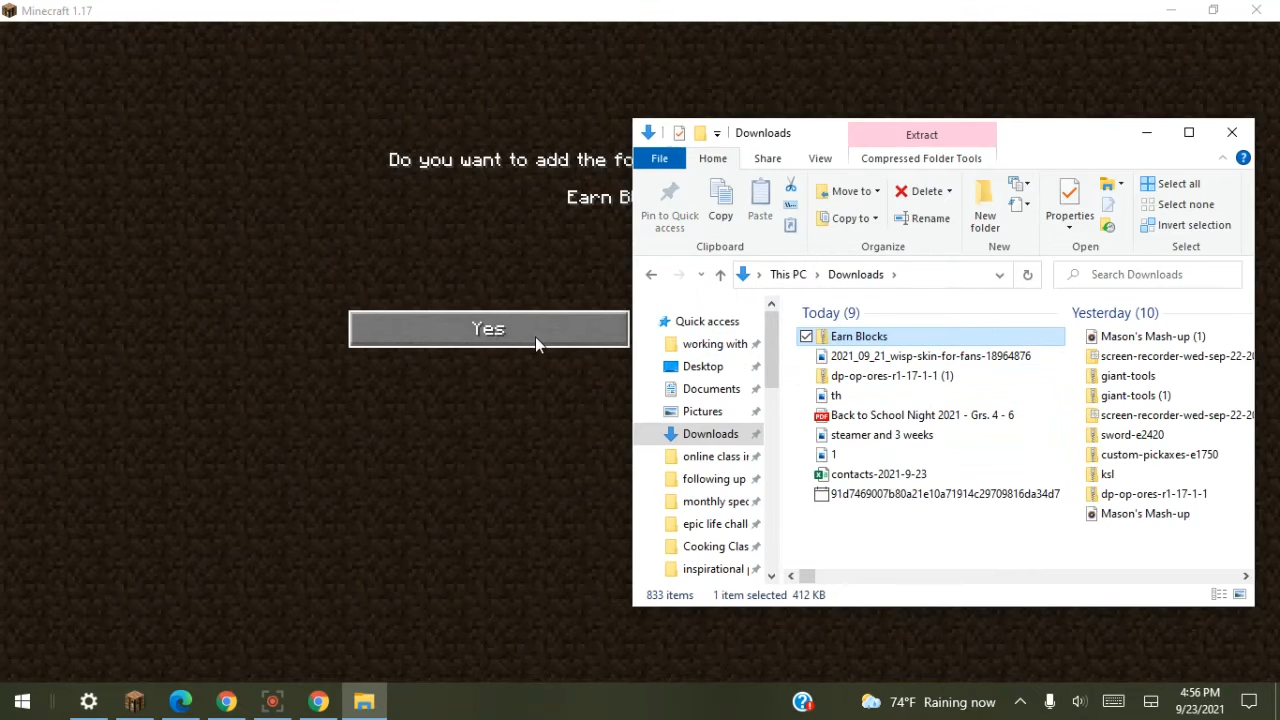 Minecraft 1.17
Do you want to add the fo
Earn B
Yes
Downloads
Extract
File
Home
Share
View
Compressed Folder Tools
Pin to Quick access
Copy
Paste
Move to
Copy to
Delete
Rename
New folder
Properties
Select all
Select none
Invert selection
Clipboard
Organize
New
Open
Select
This PC
Downloads
Search Downloads
Quick access
working with
Desktop
Documents
Pictures
Downloads
online class ir
following up
monthly spec
epic life chall
Cooking Clas
inspirational
Today (9)
Earn Blocks
2021_09_21_wisp-skin-for-fans-18964876
dp-op-ores-r1-17-1-1 (1)
th
Back to School Night 2021 - Grs. 4 - 6
steamer and 3 weeks
1
contacts-2021-9-23
91d7469007b80a21e10a71914c29709816da34d7
Yesterday (10)
Mason's Mash-up (1)
screen-recorder-wed-sep-22-20
giant-tools
giant-tools (1)
screen-recorder-wed-sep-22-20
sword-e2420
custom-pickaxes-e1750
ksl
dp-op-ores-r1-17-1-1
Mason's Mash-up
833 items
1 item selected 412 KB
74°F Raining now
4:56 PM
9/23/2021